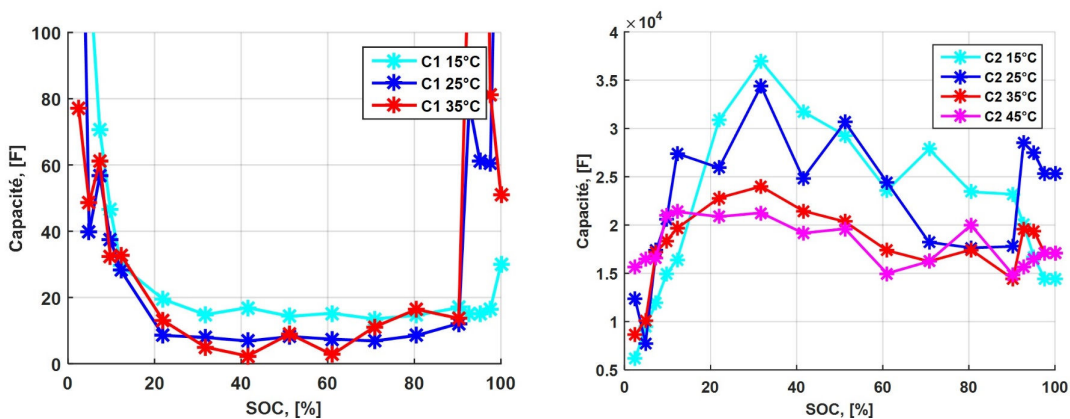 100
80
60
40
20
0
Capacité, [F]
C1 15°C
C1 25°C
C1 35°C
0 20 40 60 80 100
SOC, [%]
× 10⁴
4
3.5
3
2.5
2
1.5
1
0.5
Capacité, [F]
C2 15°C
C2 25°C
C2 35°C
C2 45°C
0 20 40 60 80 100
SOC, [%]